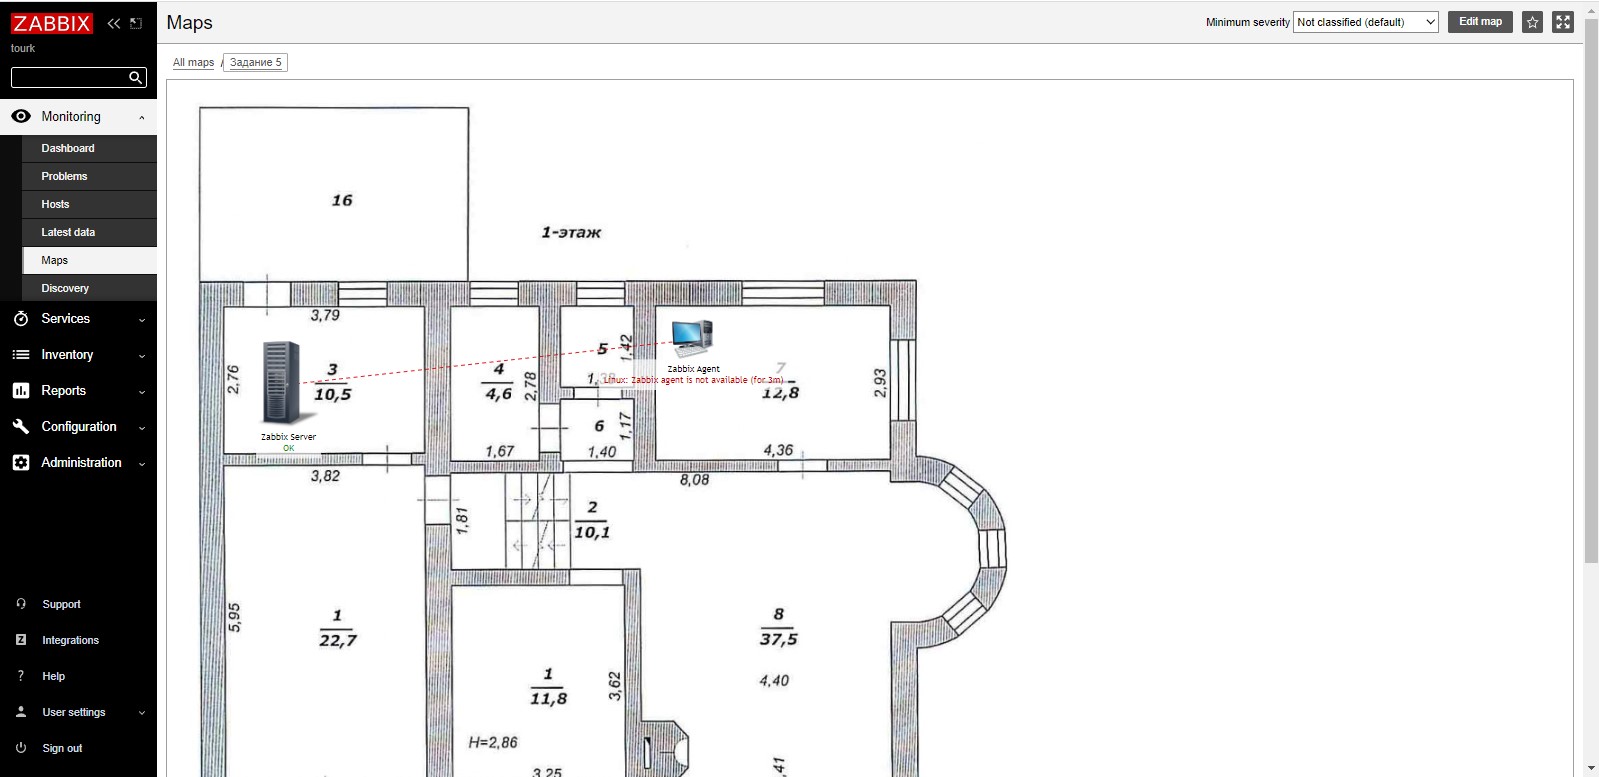 ZABBIX
tourk
Monitoring
Dashboard
Problems
Hosts
Latest data
Maps
Discovery
Services
Inventory
Reports
Configuration
Administration
Support
Integrations
Help
User settings
Sign out
Maps
Minimum severity Not classified (default) Edit map
All maps / Задание 5
16
1-этаж
3,79
2,76
3
10,5
Zabbix Server
OK
4
4,6
2,78
1,67
5
1,42
6
1,17
1,40
Zabbix Agent
Linux: Zabbix agent is not available (for 3m)
7
12,8
2,93
4,36
3,82
8,08
1,81
2
10,1
5,95
1
22,7
1
11,8
3,62
H=2,86
3,25
8
37,5
4,40